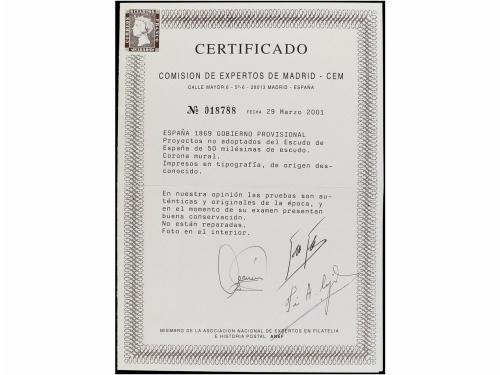 CERTIFICADO
COMISION DE EXPERTOS DE MADRID - CEM
CALLE MAYOR, 6 - 2º-6 - 28013 MADRID - ESPAÑA
Nº 018788 FECHA 29 Marzo 2001
ESPAÑA 1869 GOBIERNO PROVISIONAL
Proyectos no adoptados del Escudo de
España de 50 milésimas de escudo.
Corona mural.
Impresos en tipografía, de origen des-
conocido.
En nuestra opinión las pruebas son au-
ténticas y originales de la época, y
en el momento de su examen presentan
buena conservación.
No están reparadas.
Foto en el interior.
MIEMBRO DE LA ASOCIACION NACIONAL DE EXPERTOS EN FILATELIA
E HISTORIA POSTAL ANEF